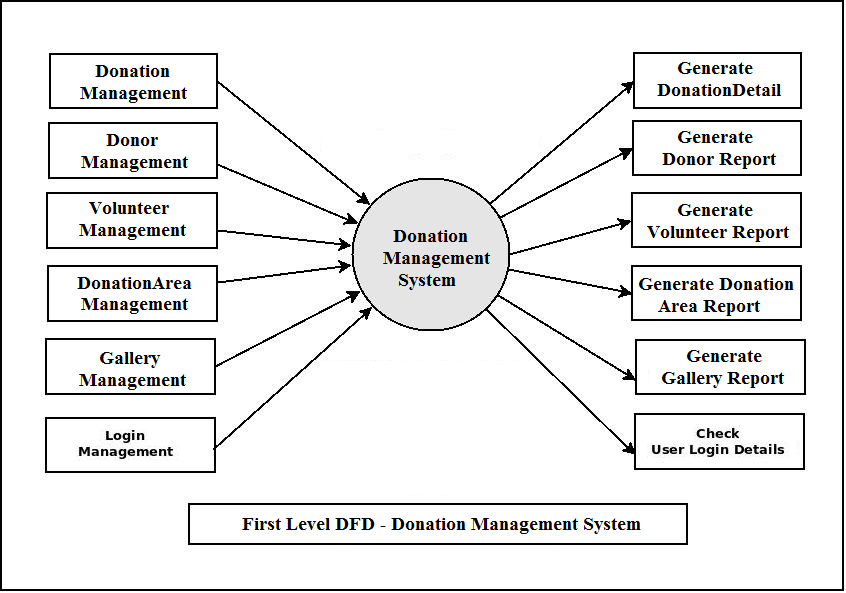 Donation
Management
Donor
Management
Volunteer
Management
DonationArea
Management
Gallery
Management
Login
Management
Donation
Management
System
Generate
DonationDetail
Generate
Donor Report
Generate
Volunteer Report
Generate Donation
Area Report
Generate
Gallery Report
Check
User Login Details
First Level DFD - Donation Management System